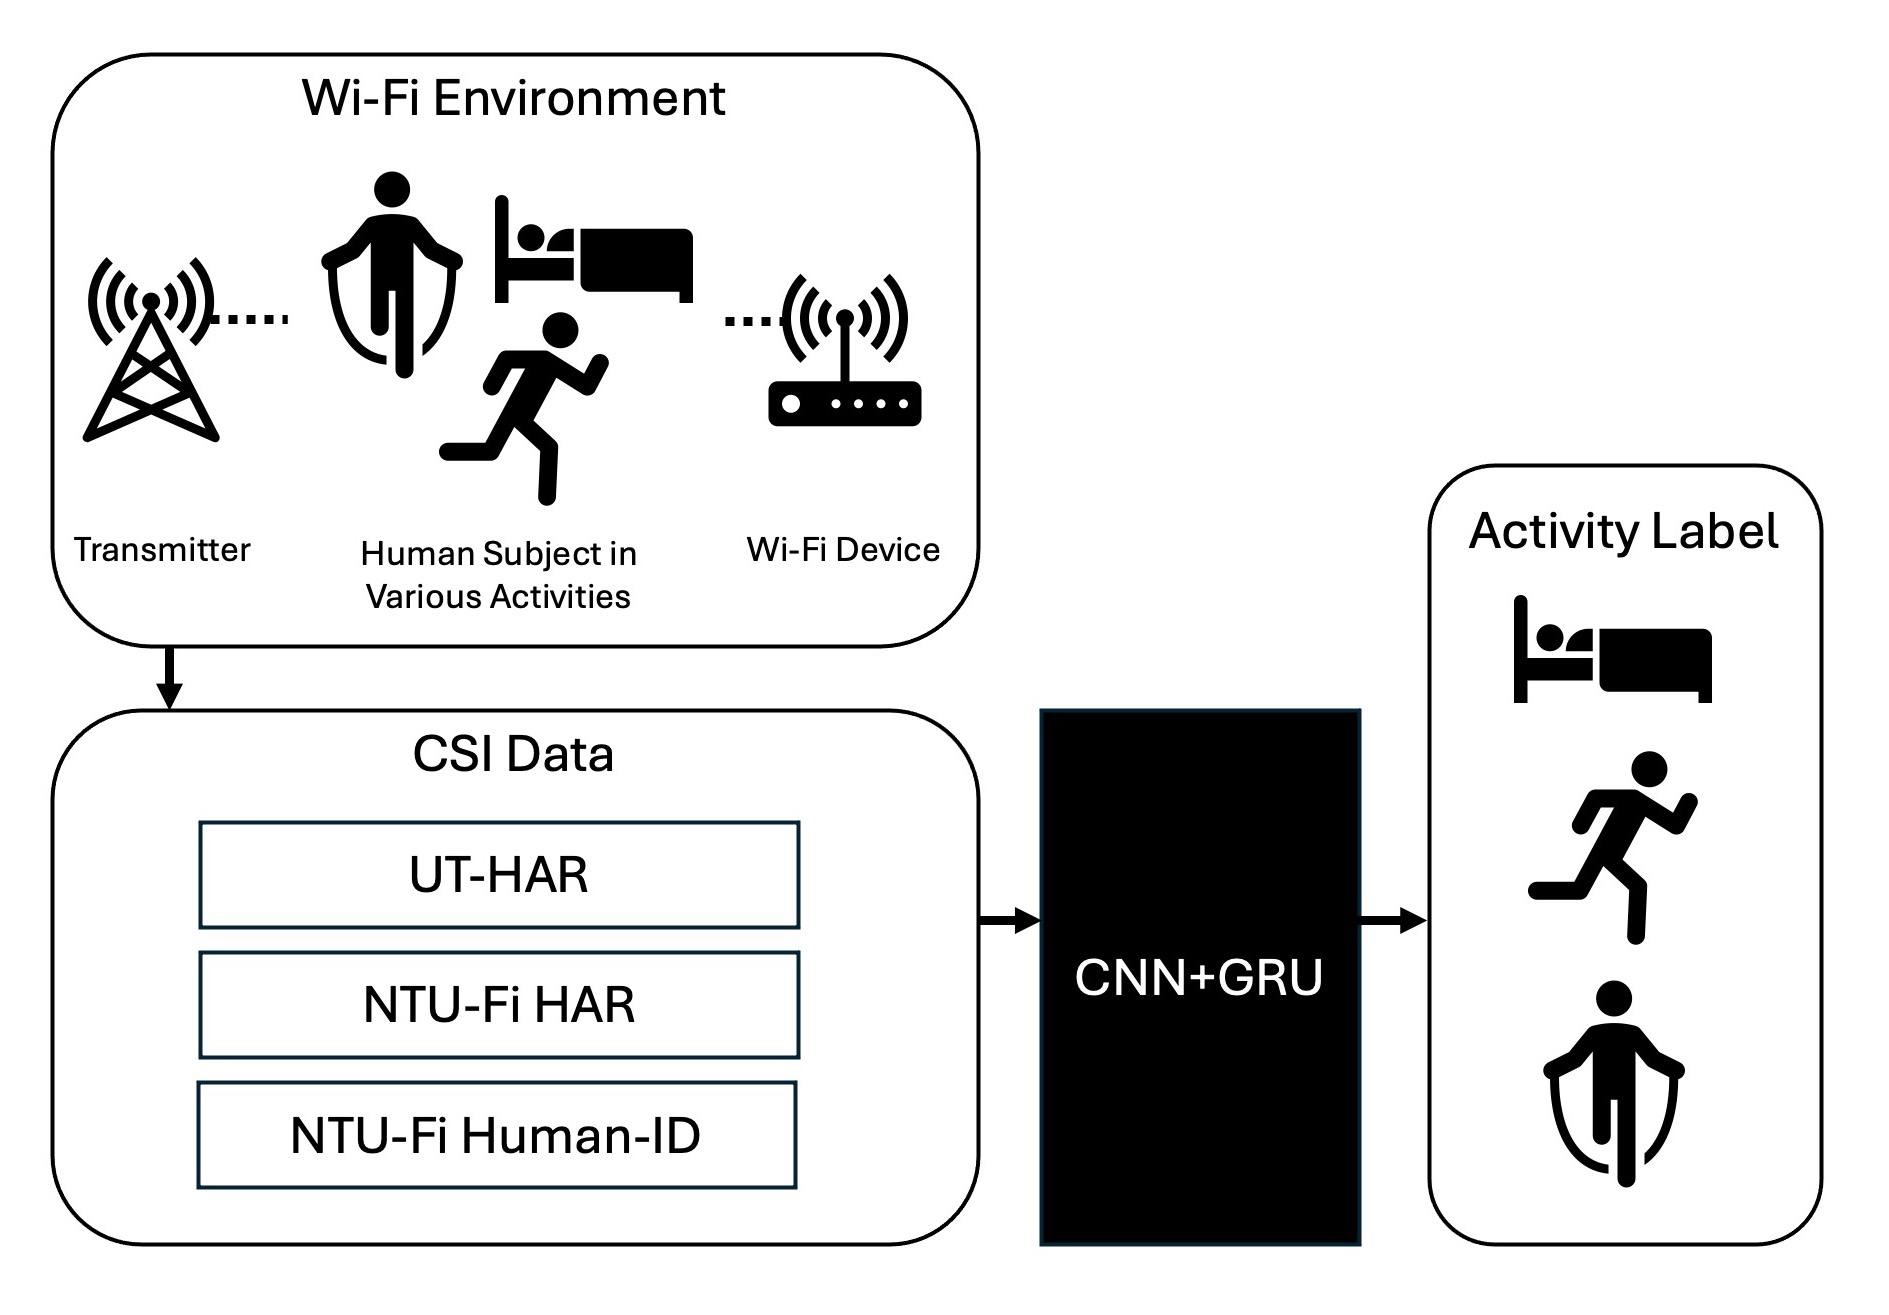 Wi-Fi Environment
Transmitter
Human Subject in
Various Activities
Wi-Fi Device
CSI Data
UT-HAR
NTU-Fi HAR
NTU-Fi Human-ID
CNN+GRU
Activity Label